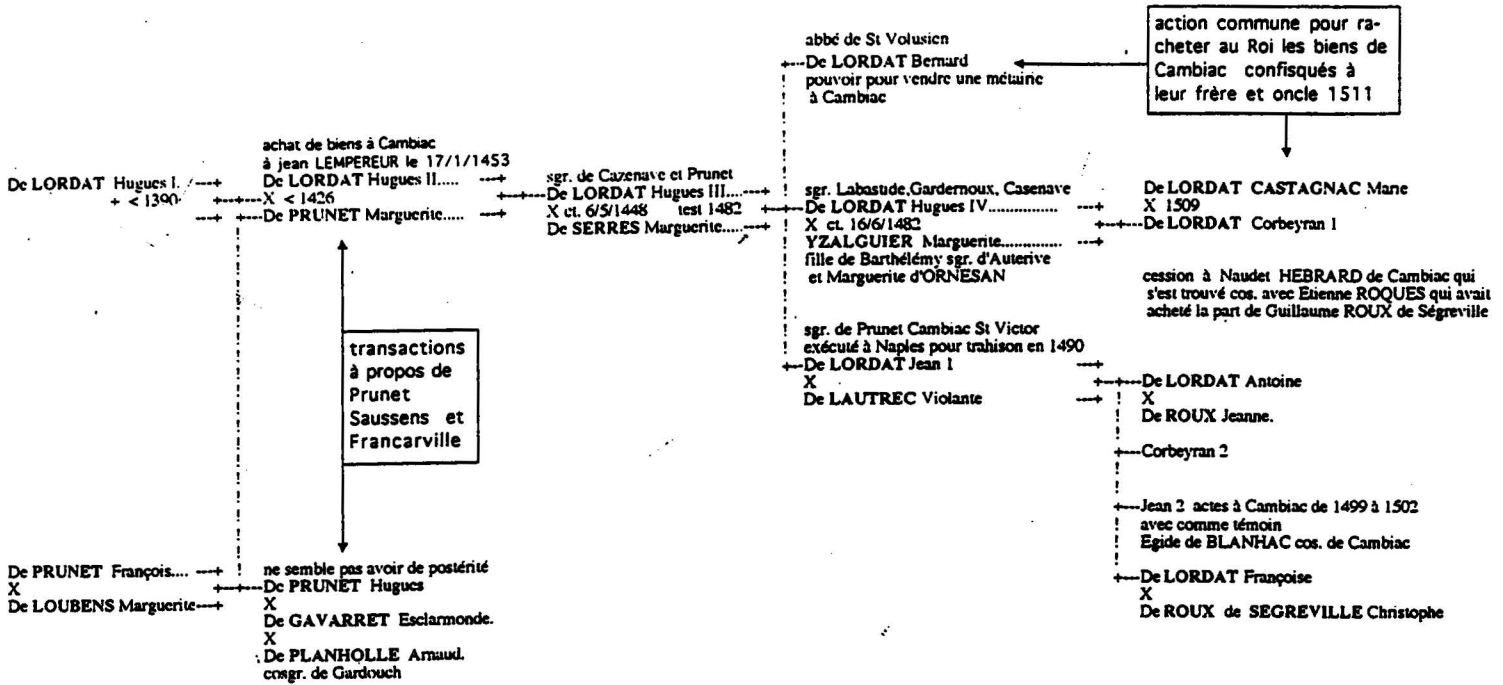 De LORDAT Hugues I.
+ < 1390
De PRUNET François....
X
De LOUBENS Marguerite
achat de biens à Cambiac
à jean LEMPEREUR le 17/1/1453
De LORDAT Hugues II.....
X < 1426
De PRUNET Marguerite.....
transactions
à propos de
Prunet
Saussens et
Francarville
ne semble pas avoir de postérité
De PRUNET Hugues
X
De GAVARRET Esclarmonde.
X
De PLANHOLLE Arnaud.
cosgr. de Gardouch
sgr. de Cazenave et Prunet
De LORDAT Hugues III....
X ct. 6/5/1448 test 1482
De SERRES Marguerite.....
abbé de St Volusien
De LORDAT Bernard
pouvoir pour vendre une métairie
à Cambiac
sgr. Labastude,Gardemoux, Casenave
De LORDAT Hugues IV................
X ct. 16/6/1482
YZALGUIER Marguerite..............
fille de Barthélémy sgr. d'Auterive
et Marguerite d'ORNESAN
sgr. de Prunet Cambiac St Victor
exécuté à Naples pour trahison en 1490
De LORDAT Jean 1
X
De LAUTREC Violante
action commune pour ra-
cheter au Roi les biens de
Cambiac confisqués à
leur frère et oncle 1511
De LORDAT CASTAGNAC Marie
X 1509
De LORDAT Corbeyran 1
cession à Naudet HEBRARD de Cambiac qui
s'est trouvé cos. avec Etienne ROQUES qui avait
acheté la part de Guillaume ROUX de Ségreville
De LORDAT Antoine
X
De ROUX Jeanne.
Corbeyran 2
Jean 2 actes à Cambiac de 1499 à 1502
avec comme témoin
Egide de BLANHAC cos. de Cambiac
De LORDAT Françoise
X
De ROUX de SEGREVILLE Christophe